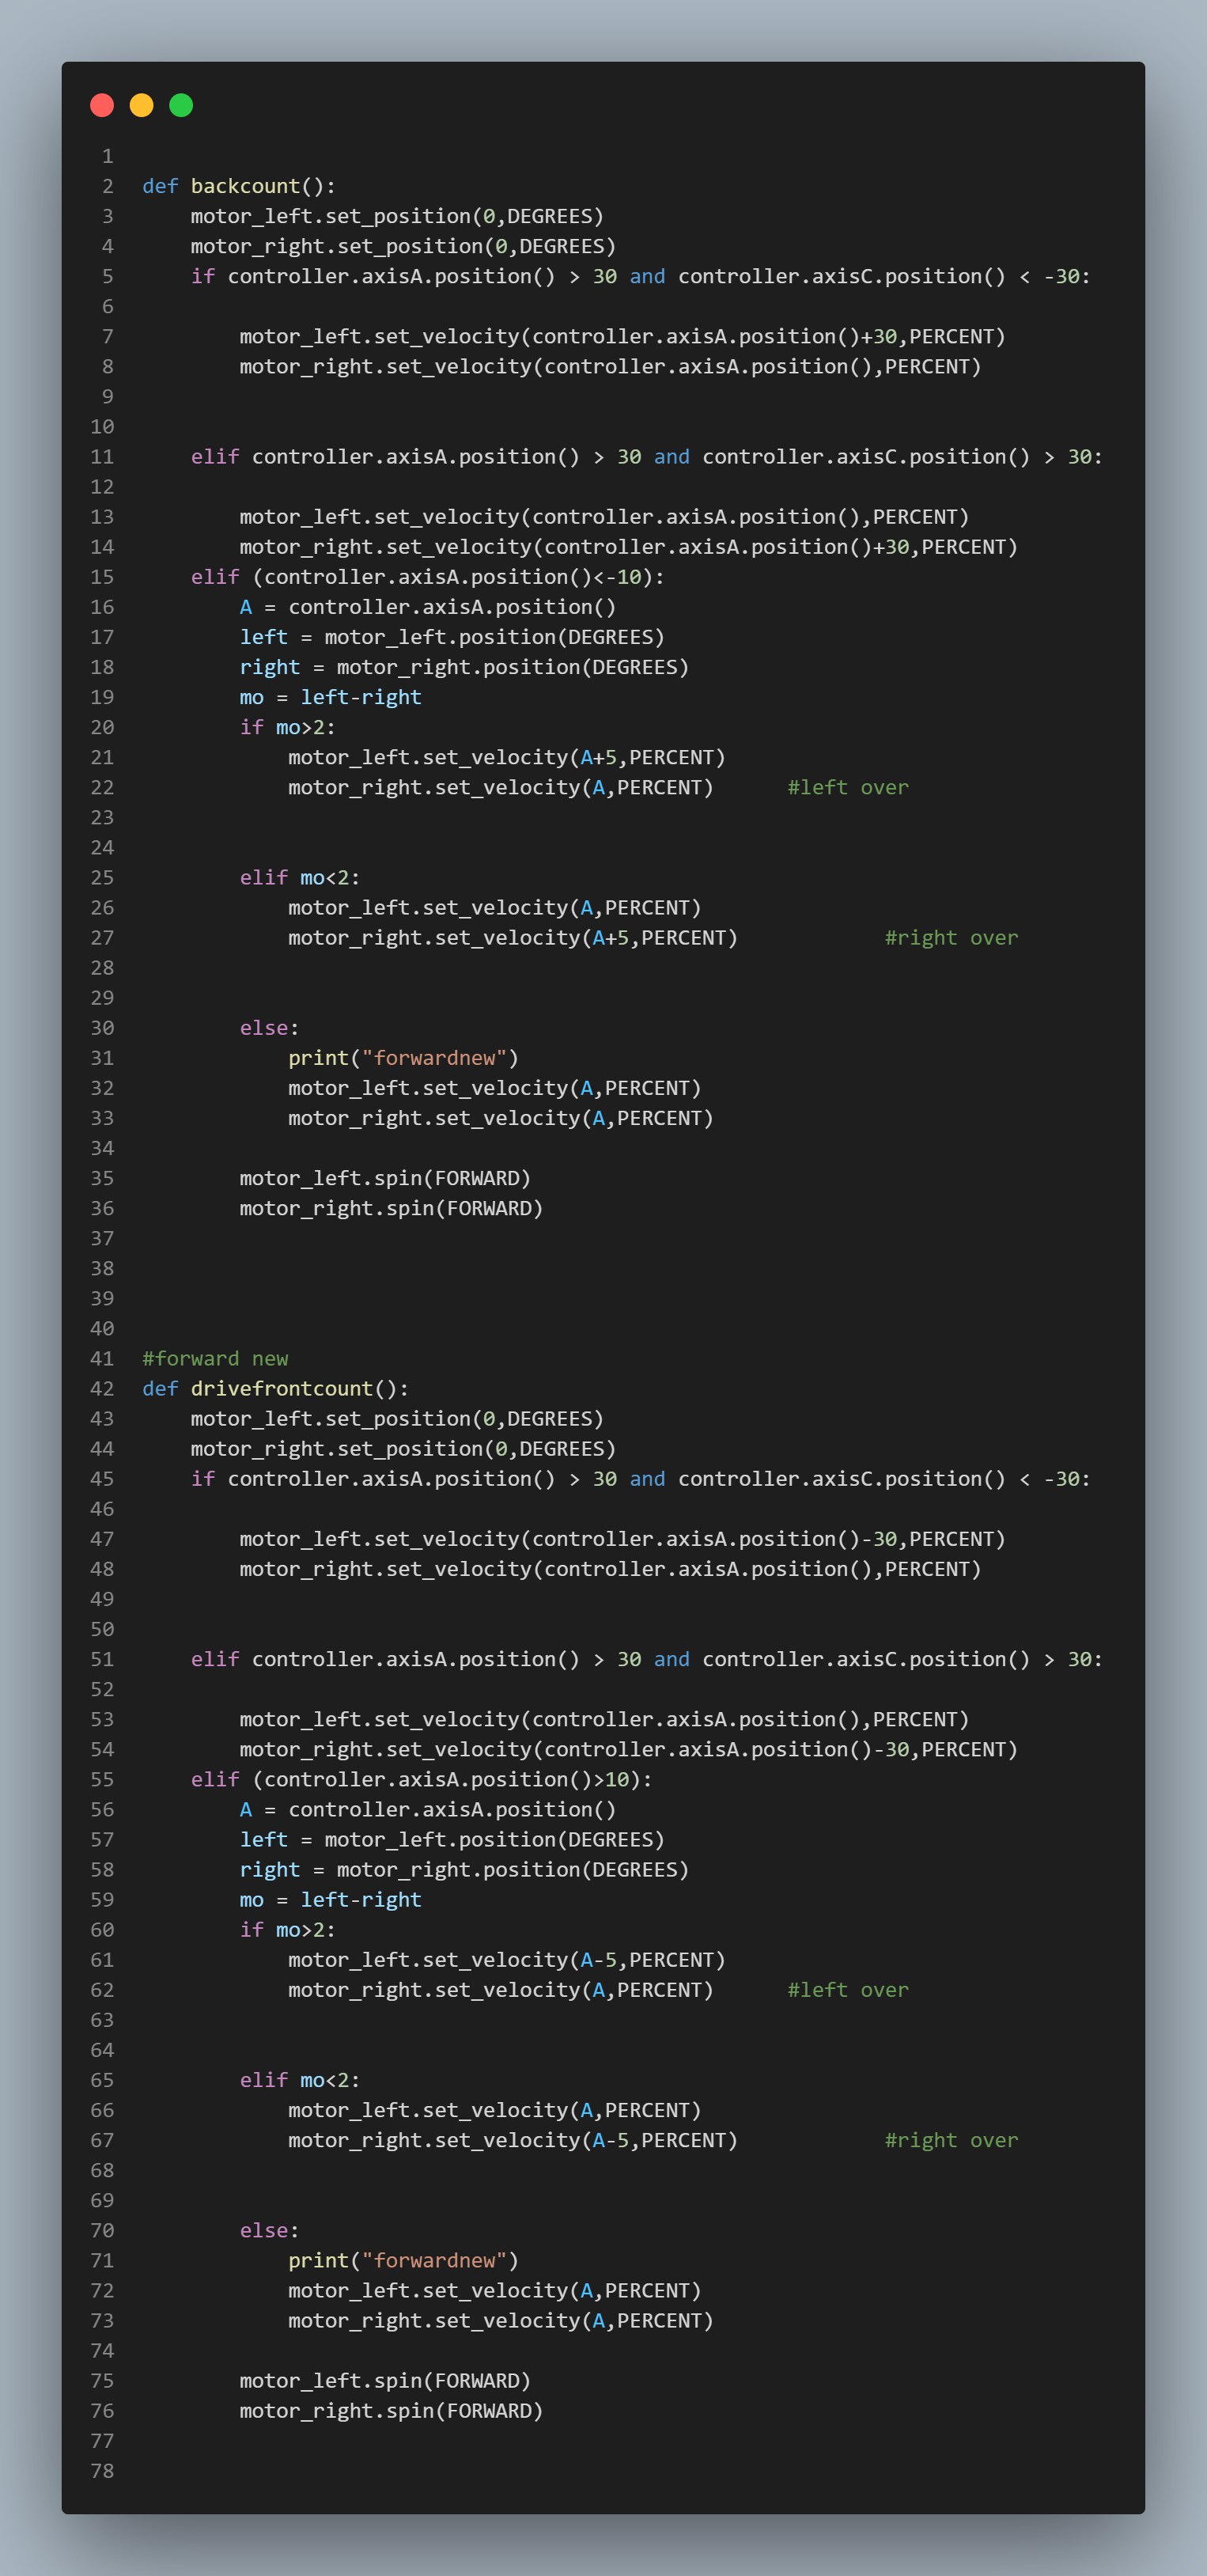 1
2 def backcount():
3     motor_left.set_position(0,DEGREES)
4     motor_right.set_position(0,DEGREES)
5     if controller.axisA.position() > 30 and controller.axisC.position() < -30:
6
7         motor_left.set_velocity(controller.axisA.position()+30,PERCENT)
8         motor_right.set_velocity(controller.axisA.position(),PERCENT)
9
10
11     elif controller.axisA.position() > 30 and controller.axisC.position() > 30:
12
13         motor_left.set_velocity(controller.axisA.position(),PERCENT)
14         motor_right.set_velocity(controller.axisA.position()+30,PERCENT)
15     elif (controller.axisA.position()<-10):
16         A = controller.axisA.position()
17         left = motor_left.position(DEGREES)
18         right = motor_right.position(DEGREES)
19         mo = left-right
20         if mo>2:
21             motor_left.set_velocity(A+5,PERCENT)
22             motor_right.set_velocity(A,PERCENT)      #left over
23
24
25         elif mo<2:
26             motor_left.set_velocity(A,PERCENT)
27             motor_right.set_velocity(A+5,PERCENT)            #right over
28
29
30         else:
31             print("forwardnew")
32             motor_left.set_velocity(A,PERCENT)
33             motor_right.set_velocity(A,PERCENT)
34
35         motor_left.spin(FORWARD)
36         motor_right.spin(FORWARD)
37
38
39
40
41 #forward new
42 def drivefrontcount():
43     motor_left.set_position(0,DEGREES)
44     motor_right.set_position(0,DEGREES)
45     if controller.axisA.position() > 30 and controller.axisC.position() < -30:
46
47         motor_left.set_velocity(controller.axisA.position()-30,PERCENT)
48         motor_right.set_velocity(controller.axisA.position(),PERCENT)
49
50
51     elif controller.axisA.position() > 30 and controller.axisC.position() > 30:
52
53         motor_left.set_velocity(controller.axisA.position(),PERCENT)
54         motor_right.set_velocity(controller.axisA.position()-30,PERCENT)
55     elif (controller.axisA.position()>10):
56         A = controller.axisA.position()
57         left = motor_left.position(DEGREES)
58         right = motor_right.position(DEGREES)
59         mo = left-right
60         if mo>2:
61             motor_left.set_velocity(A-5,PERCENT)
62             motor_right.set_velocity(A,PERCENT)      #left over
63
64
65         elif mo<2:
66             motor_left.set_velocity(A,PERCENT)
67             motor_right.set_velocity(A-5,PERCENT)            #right over
68
69
70         else:
71             print("forwardnew")
72             motor_left.set_velocity(A,PERCENT)
73             motor_right.set_velocity(A,PERCENT)
74
75         motor_left.spin(FORWARD)
76         motor_right.spin(FORWARD)
77
78